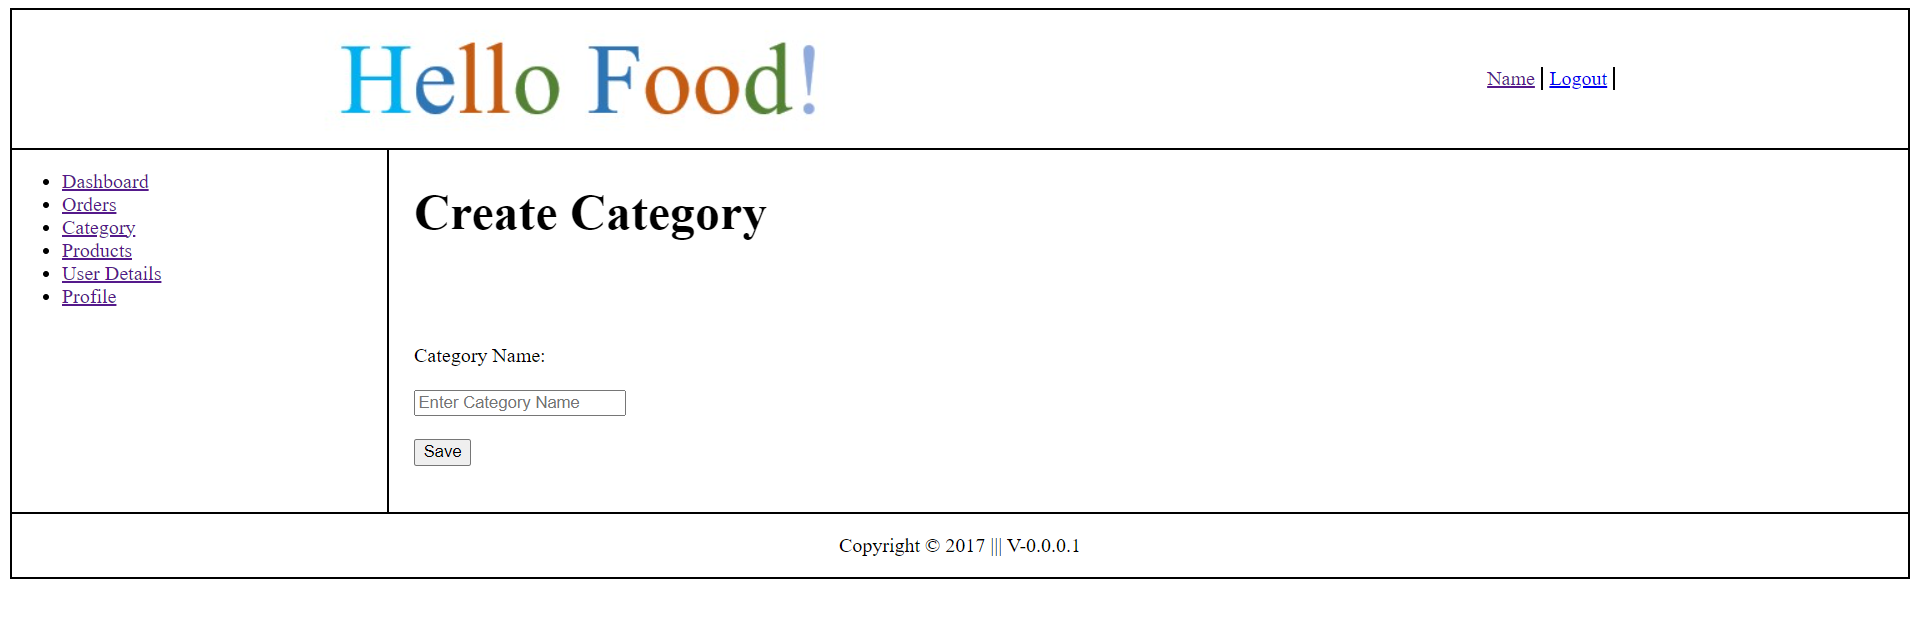 Hello Food!
Name | Logout |
Dashboard
Orders
Category
Products
User Details
Profile
Create Category
Category Name:
Enter Category Name
Save
Copyright © 2017 ||| V-0.0.0.1